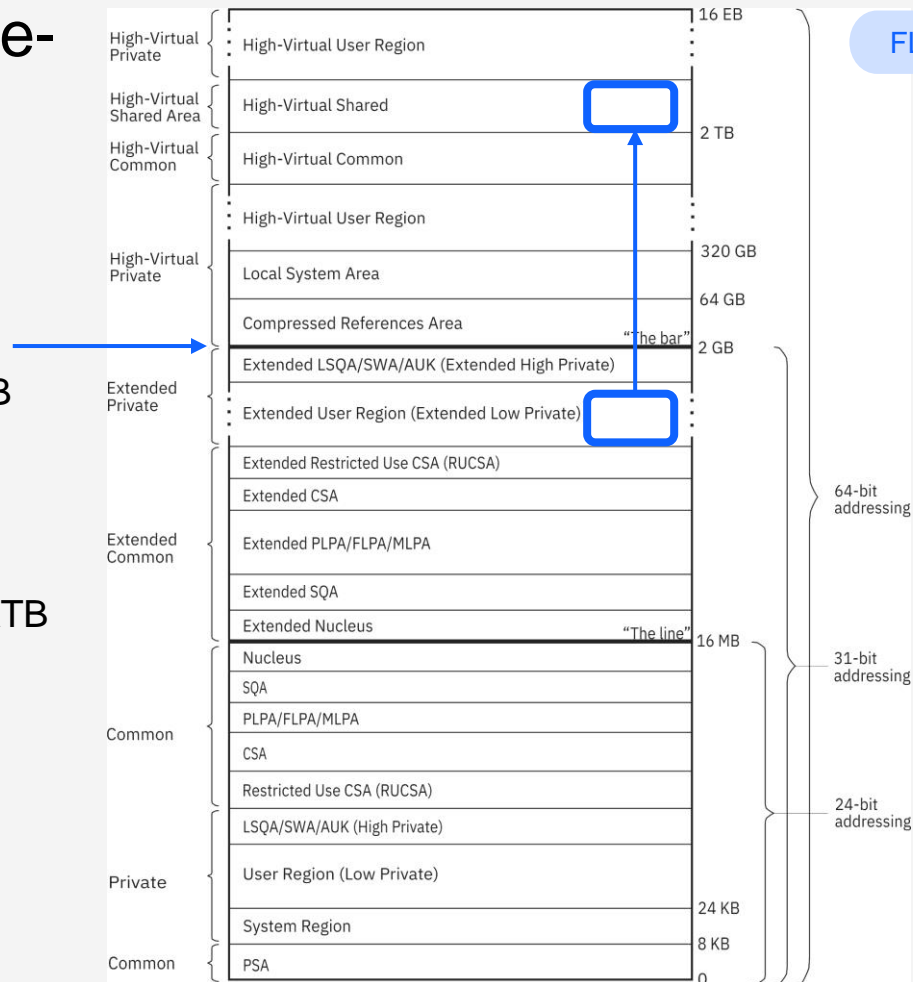 e-
FL
16 EB
High-Virtual
Private
High-Virtual User Region
High-Virtual
Shared Area
High-Virtual Shared
2 TB
High-Virtual
Common
High-Virtual Common
High-Virtual User Region
320 GB
High-Virtual
Private
Local System Area
64 GB
Compressed References Area
“The bar”
2 GB
Extended LSQA/SWA/AUK (Extended High Private)
B
Extended
Private
Extended User Region (Extended Low Private)
Extended Restricted Use CSA (RUCSA)
Extended CSA
64-bit
addressing
Extended
Common
Extended PLPA/FLPA/MLPA
Extended SQA
TB
Extended Nucleus
“The line”
16 MB
Nucleus
31-bit
addressing
SQA
PLPA/FLPA/MLPA
Common
CSA
Restricted Use CSA (RUCSA)
24-bit
addressing
LSQA/SWA/AUK (High Private)
User Region (Low Private)
Private
24 KB
System Region
8 KB
Common
PSA
0